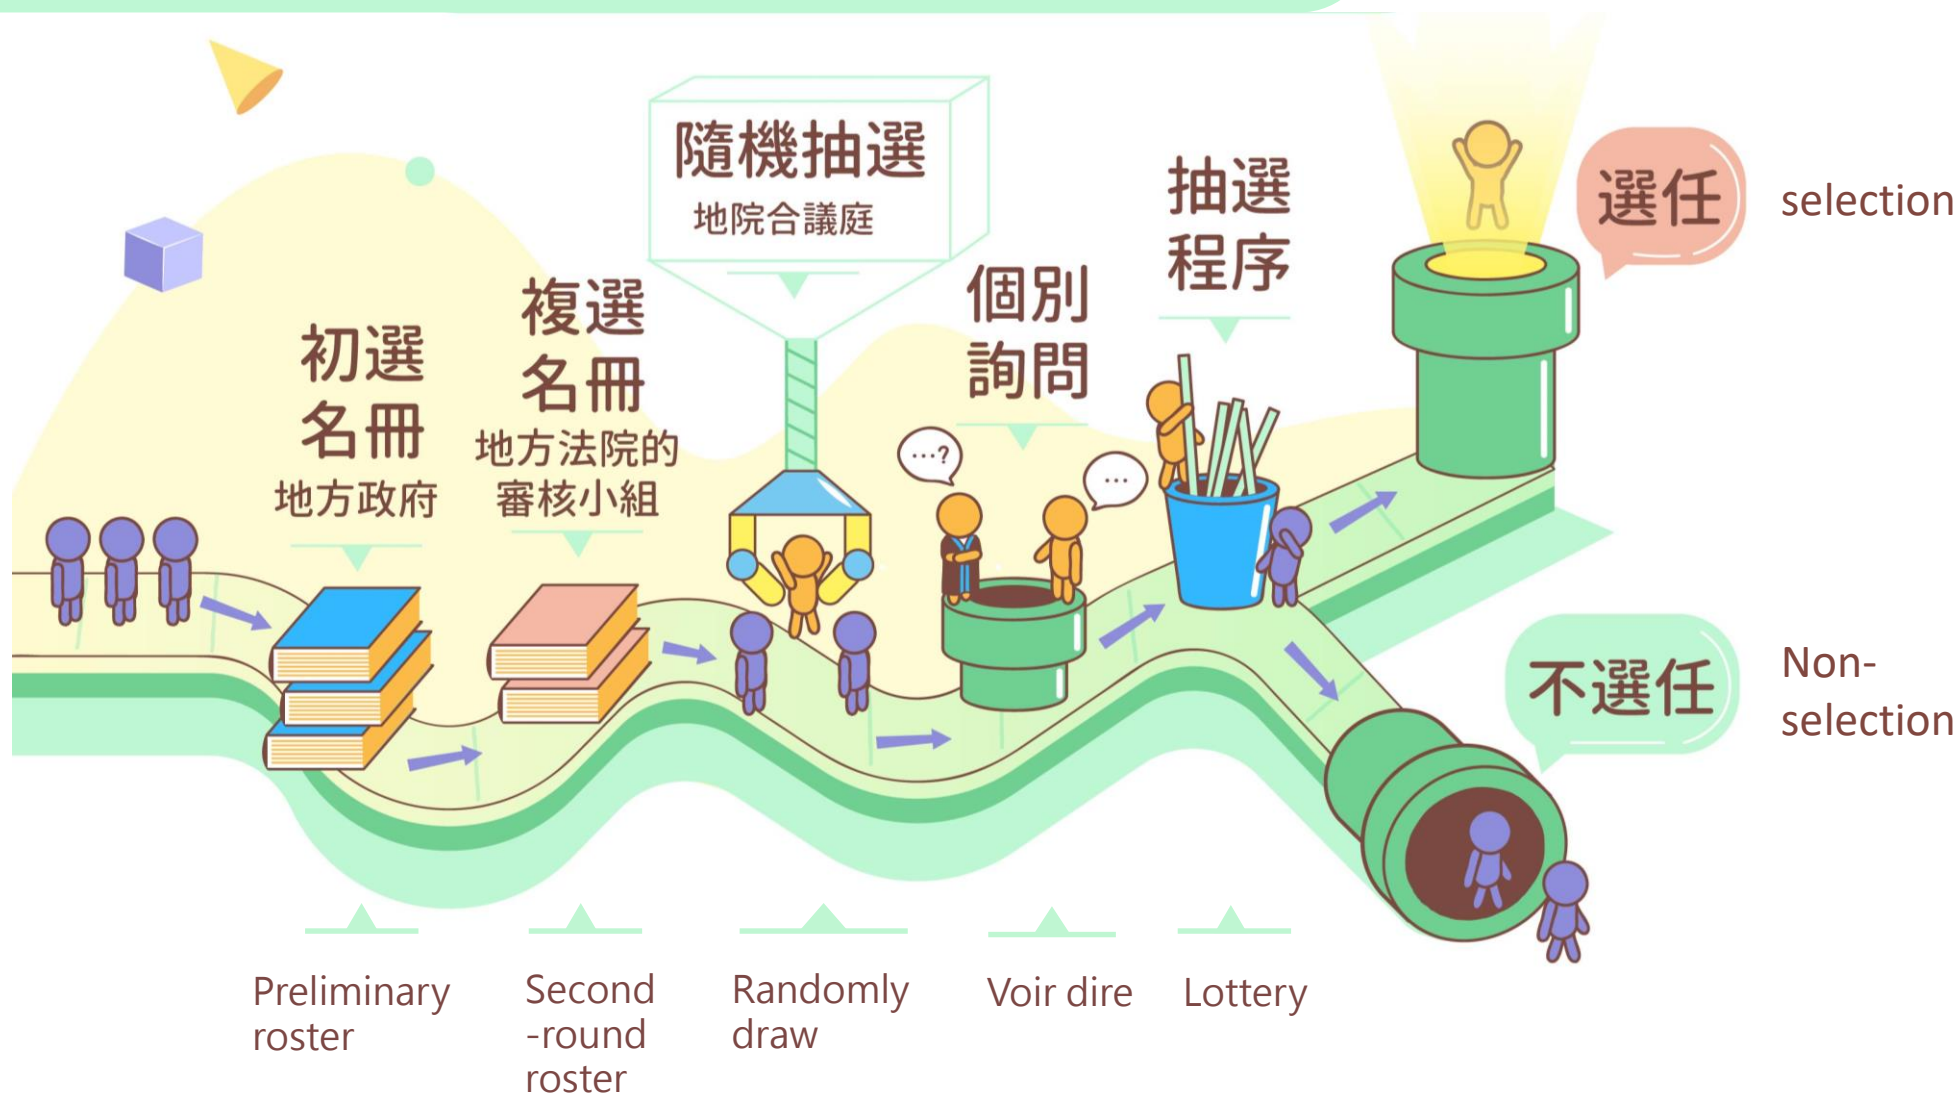 初選
名冊
地方政府
複選
名冊
地方法院的
審核小組
隨機抽選
地院合議庭
個別
詢問
…?
…
抽選
程序
選任
selection
不選任
Non-
selection
Preliminary
roster
Second
-round
roster
Randomly
draw
Voir dire
Lottery